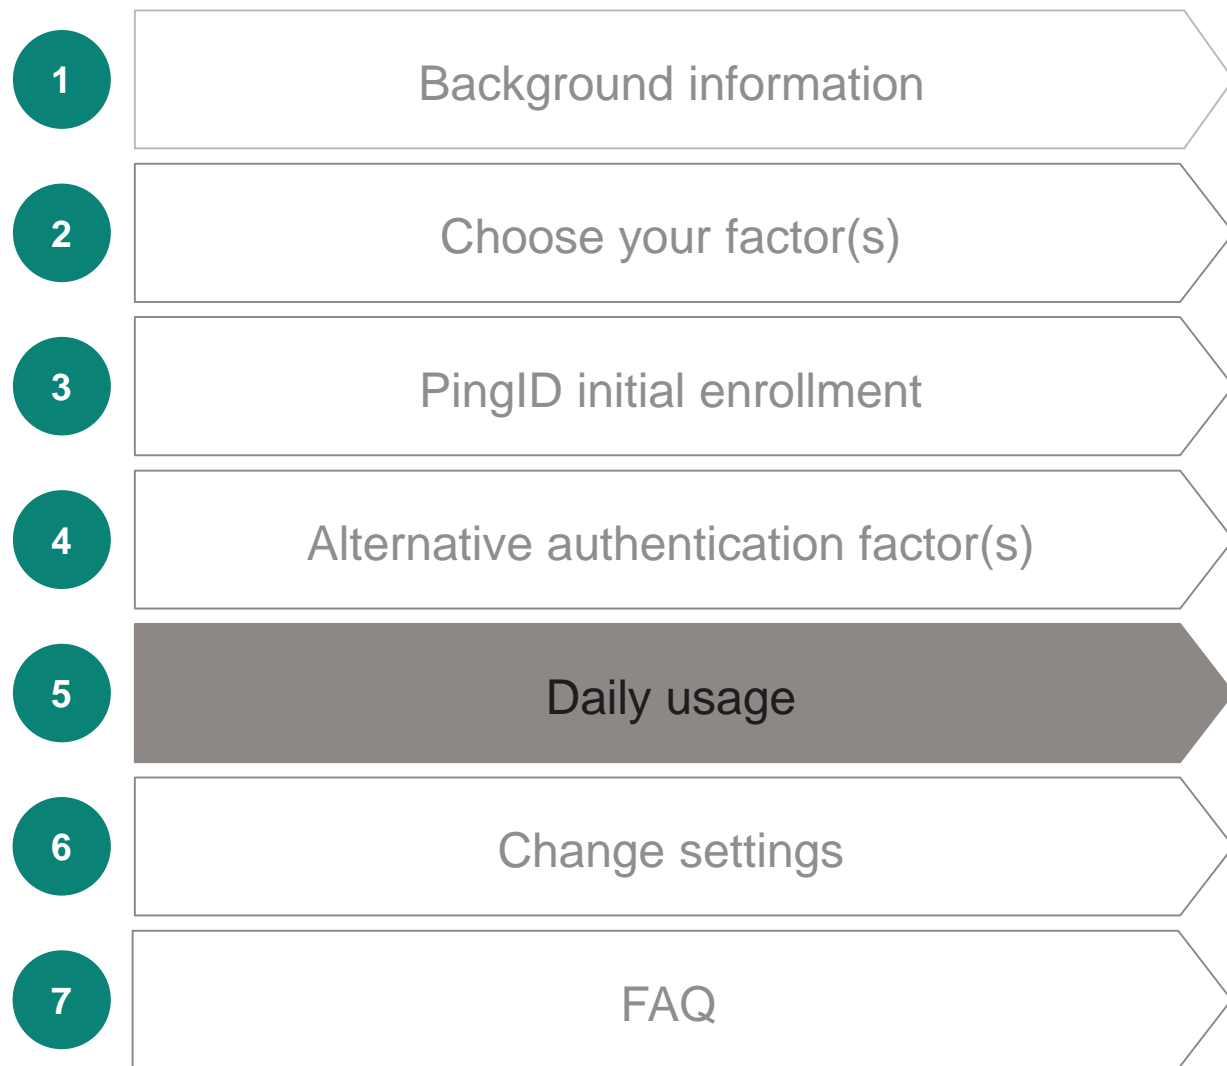 1
Background information
2
Choose your factor(s)
3
PingID initial enrollment
4
Alternative authentication factor(s)
5
Daily usage
6
Change settings
7
FAQ